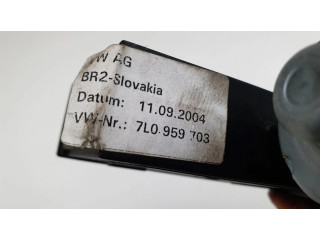 VW AG
BR2-Slovakia
Datum: 11.09.2004
VW-Nr.: 7L0 959 703